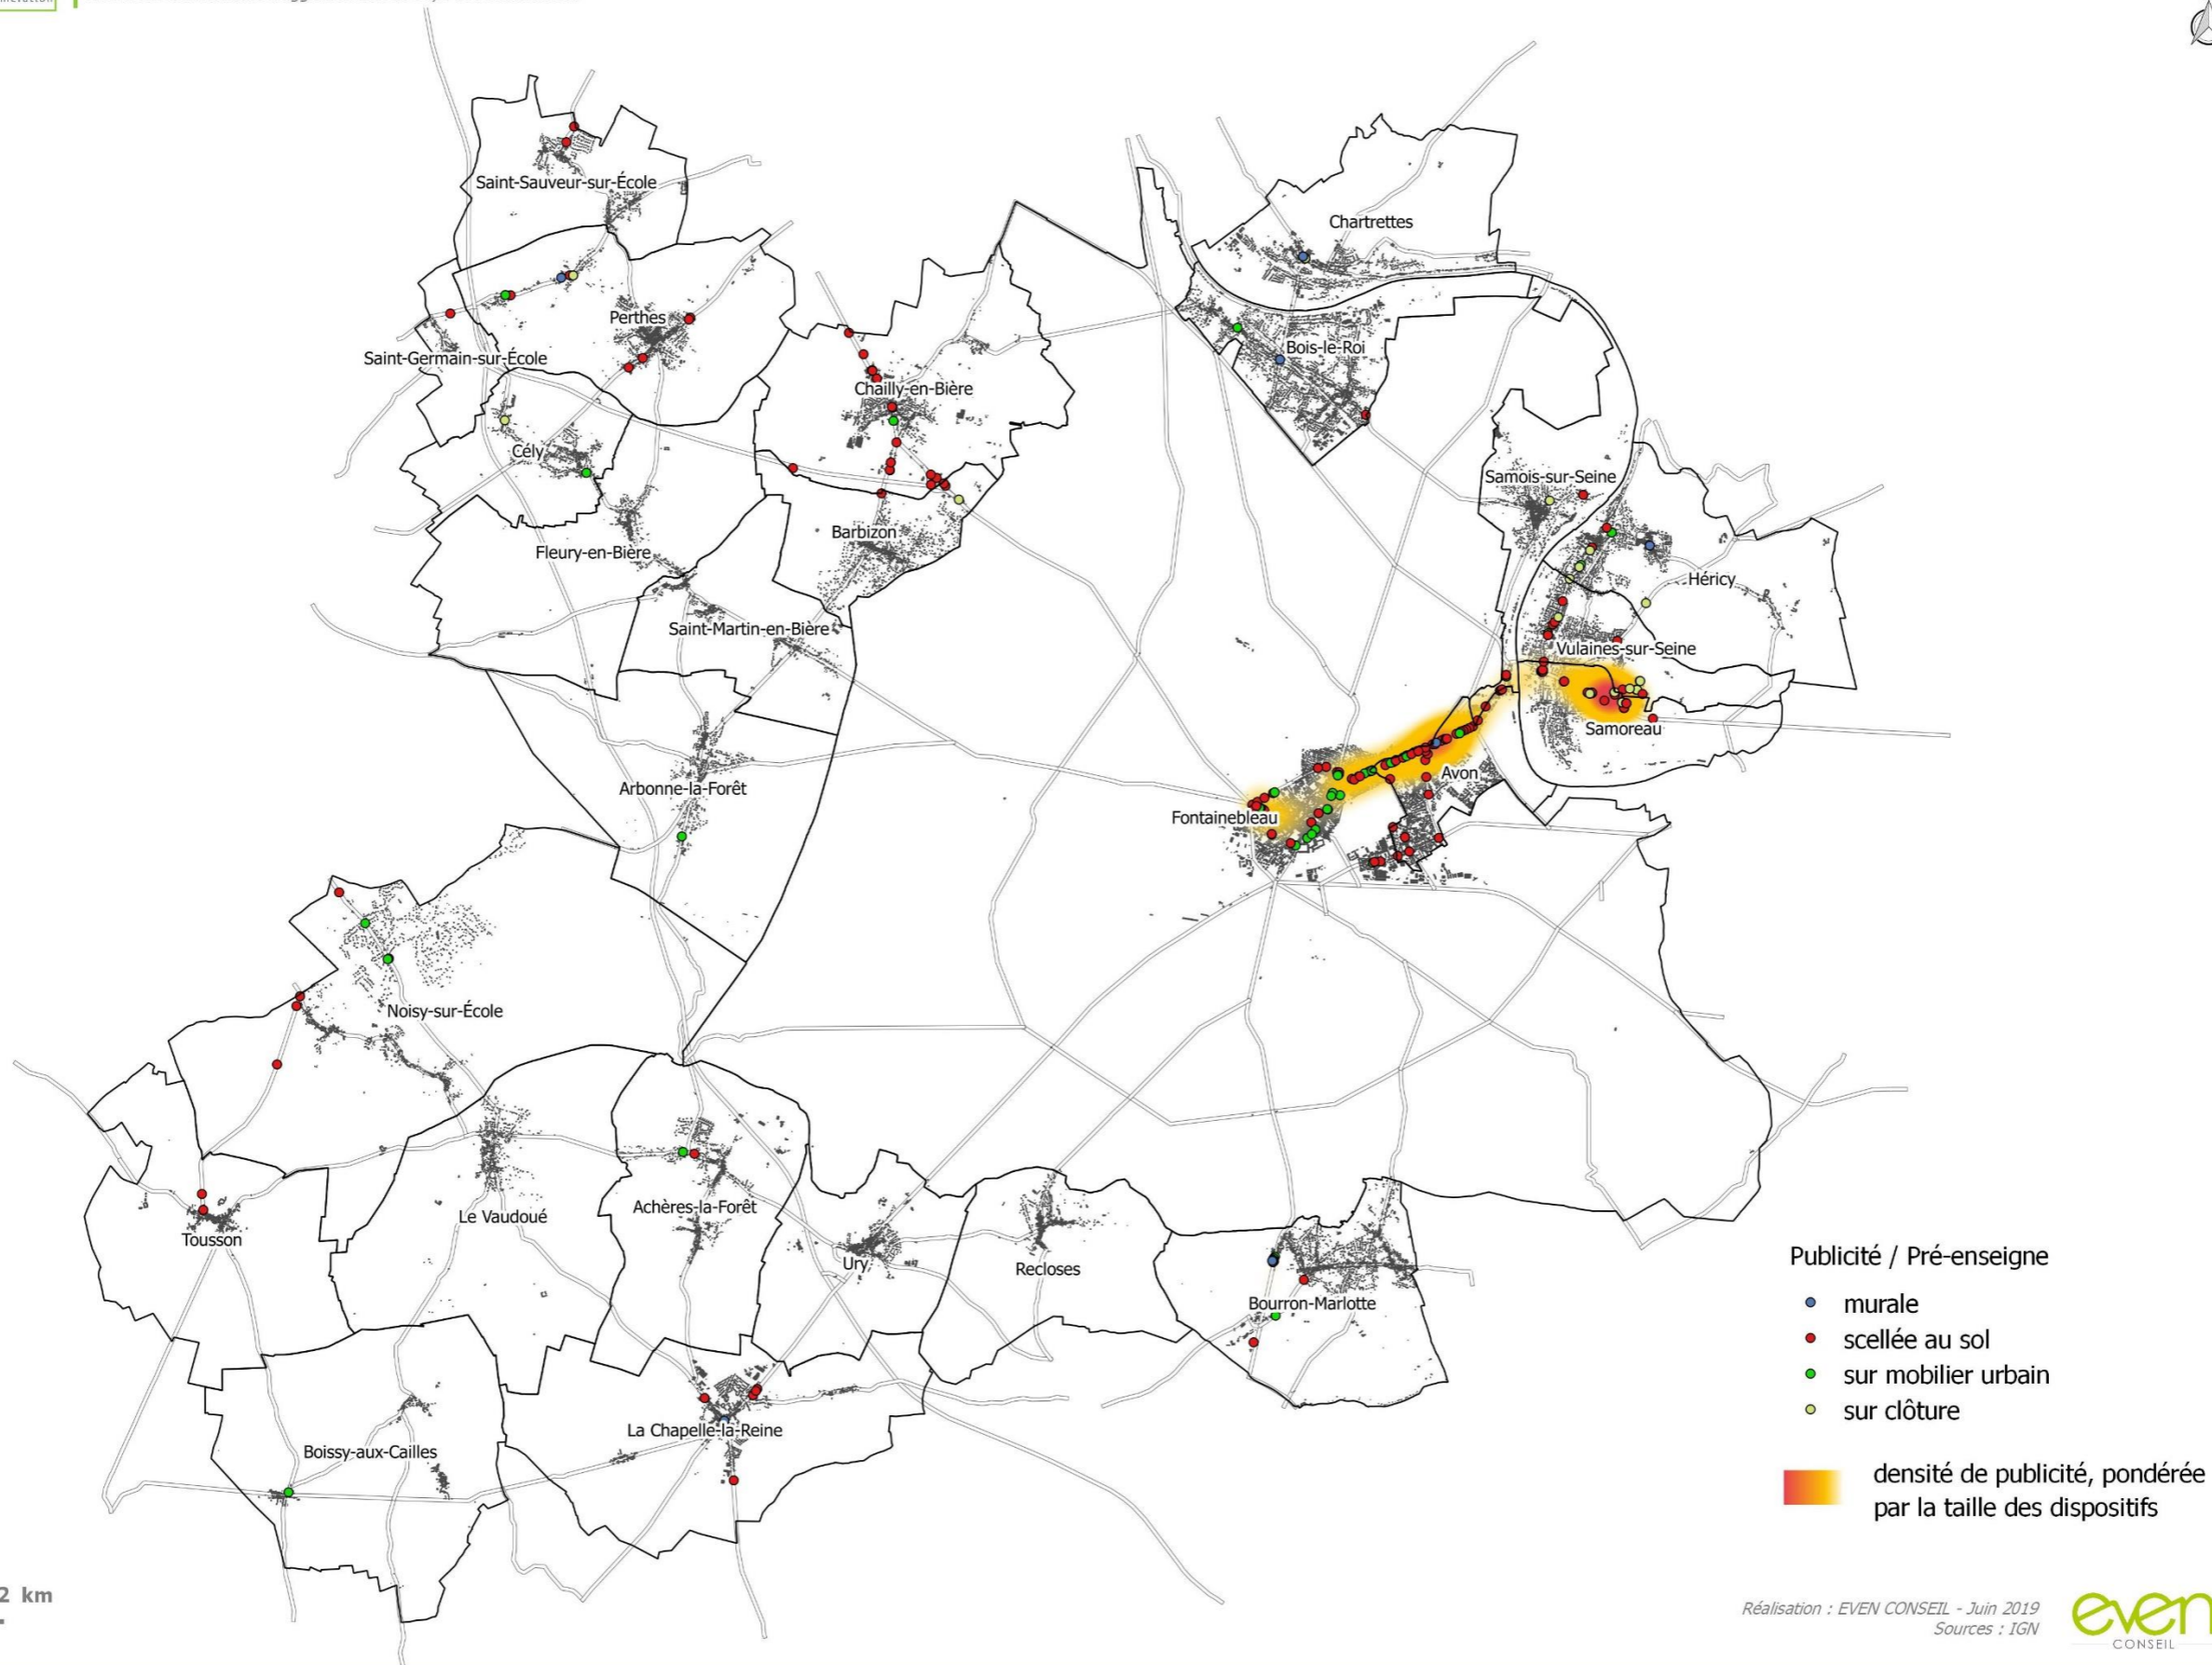 Saint-Sauveur-sur-École
Chartrettes
Perthes
Bois-le-Roi
Saint-Germain-sur-École
Chailly-en-Bière
Cély
Samois-sur-Seine
Barbizon
Fleury-en-Bière
Héricy
Saint-Martin-en-Bière
Vulaines-sur-Seine
Samoreau
Avon
Arbonne-la-Forêt
Fontainebleau
Noisy-sur-École
Achères-la-Forêt
Le Vaudoué
Tousson
Ury
Recloses
Bourron-Marlotte
La Chapelle-la-Reine
Boissy-aux-Cailles
Publicité / Pré-enseigne
murale
scellée au sol
sur mobilier urbain
sur clôture
densité de publicité, pondérée
par la taille des dispositifs
2 km
Réalisation : EVEN CONSEIL - Juin 2019
Sources : IGN
even
CONSEIL